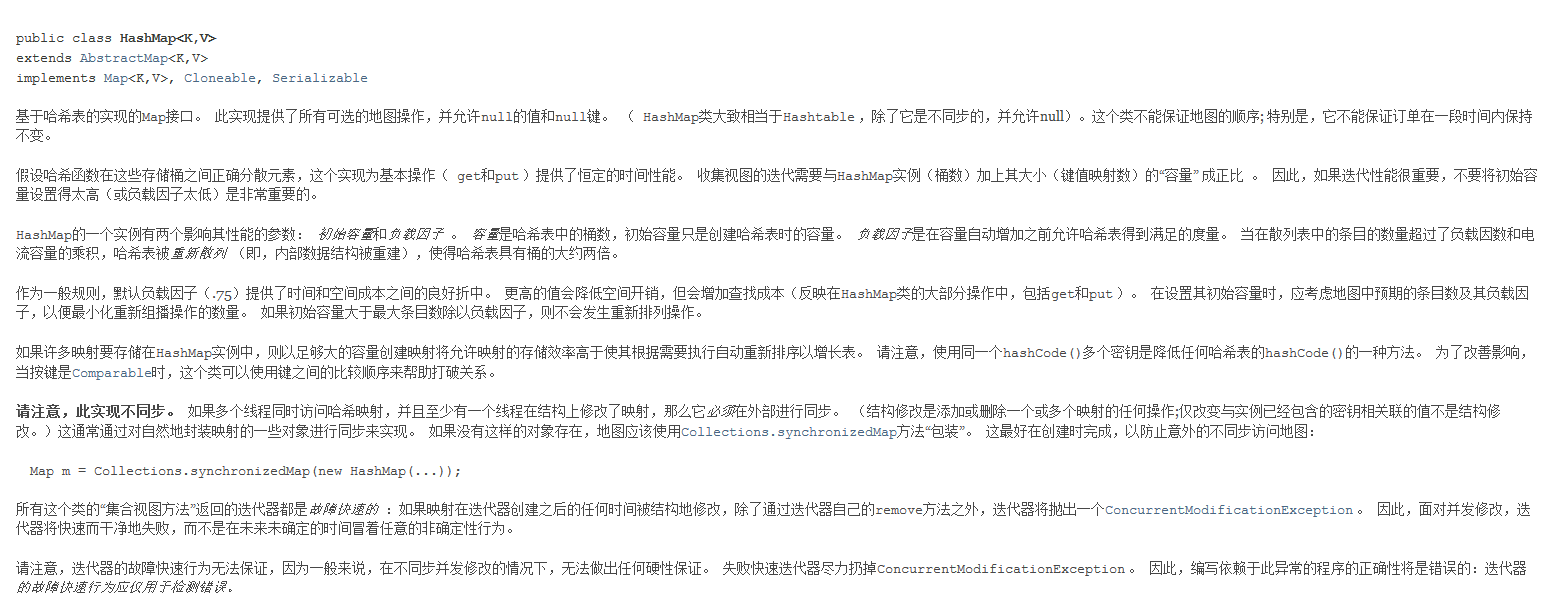 public class HashMap<K,V>
extends AbstractMap<K,V>
implements Map<K,V>, Cloneable, Serializable
基于哈希表的实现的Map接口。 此实现提供了所有可选的地图操作，并允许null的值和null键。 （ HashMap类大致相当于Hashtable ，除了它是不同步的，并允许null）。这个类不能保证地图的顺序; 特别是，它不能保证订单在一段时间内保持
不变。
假设哈希函数在这些存储桶之间正确分散元素，这个实现为基本操作（ get和put ）提供了恒定的时间性能。 收集视图的迭代需要与HashMap实例（桶数）加上其大小（键值映射数）的“容量” 成正比 。 因此，如果迭代性能很重要，不要将初始容
量设置得太高（或负载因子太低）是非常重要的。
HashMap的一个实例有两个影响其性能的参数： 初始容量和负载因子 。 容量是哈希表中的桶数，初始容量只是创建哈希表时的容量。 负载因子是在容量自动增加之前允许哈希表得到满足的度量。 当在散列表中的条目的数量超过了负载因数和电
流容量的乘积，哈希表被重新散列 （即，内部数据结构被重建），使得哈希表具有桶的大约两倍。
作为一般规则，默认负载因子（.75）提供了时间和空间成本之间的良好折中。 更高的值会降低空间开销，但会增加查找成本（反映在HashMap类的大部分操作中，包括get和put ）。 在设置其初始容量时，应考虑地图中预期的条目数及其负载因
子，以便最小化重新组播操作的数量。 如果初始容量大于最大条目数除以负载因子，则不会发生重新排列操作。
如果许多映射要存储在HashMap实例中，则以足够大的容量创建映射将允许映射的存储效率高于使其根据需要执行自动重新排序以增长表。 请注意，使用同一个hashCode()多个密钥是降低任何哈希表的hashCode()的一种方法。 为了改善影响，
当按键是Comparable时，这个类可以使用键之间的比较顺序来帮助打破关系。
请注意，此实现不同步。 如果多个线程同时访问哈希映射，并且至少有一个线程在结构上修改了映射，那么它必须在外部进行同步。 （结构修改是添加或删除一个或多个映射的任何操作;仅改变与实例已经包含的密钥相关联的值不是结构修
改。）这通常通过对自然地封装映射的一些对象进行同步来实现。 如果没有这样的对象存在，地图应该使用Collections.synchronizedMap方法“包装”。 这最好在创建时完成，以防止意外的不同步访问地图：
Map m = Collections.synchronizedMap(new HashMap(...));
所有这个类的“集合视图方法”返回的迭代器都是故障快速的 ：如果映射在迭代器创建之后的任何时间被结构地修改，除了通过迭代器自己的remove方法之外，迭代器将抛出一个ConcurrentModificationException 。 因此，面对并发修改，迭
代器将快速而干净地失败，而不是在未来未确定的时间冒着任意的非确定性行为。
请注意，迭代器的故障快速行为无法保证，因为一般来说，在不同步并发修改的情况下，无法做出任何硬性保证。 失败快速迭代器尽力扔掉ConcurrentModificationException 。 因此，编写依赖于此异常的程序的正确性将是错误的：迭代器
的故障快速行为应仅用于检测错误。